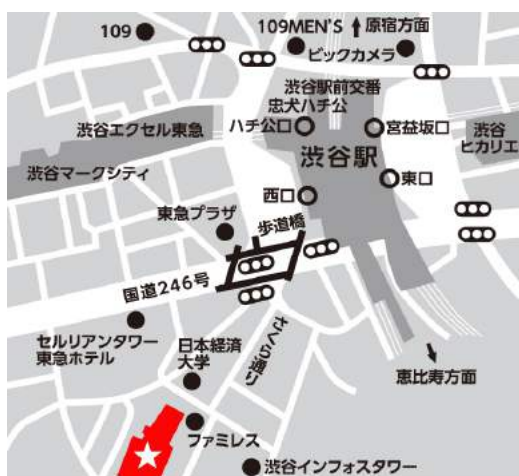 109
109MEN'S
原宿方面
ビックカメラ
渋谷駅前交番
忠犬ハチ公
ハチ公口
宮益坂口
渋谷エクセル東急
渋谷駅
渋谷
ヒカリエ
渋谷マークシティ
西口
東口
東急プラザ
歩道橋
国道246号
セルリアンタワー
東急ホテル
日本経済
大学
さくら通り
恵比寿方面
ファミレス
渋谷インフォスタワー